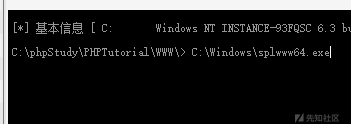 [*] 基本信息 [ C:    Windows NT INSTANCE-93FQSC 6.3 bu
C:\phpStudy\PHPTutorial\WWW\> C:\Windows\splwww64.exe
先知社区